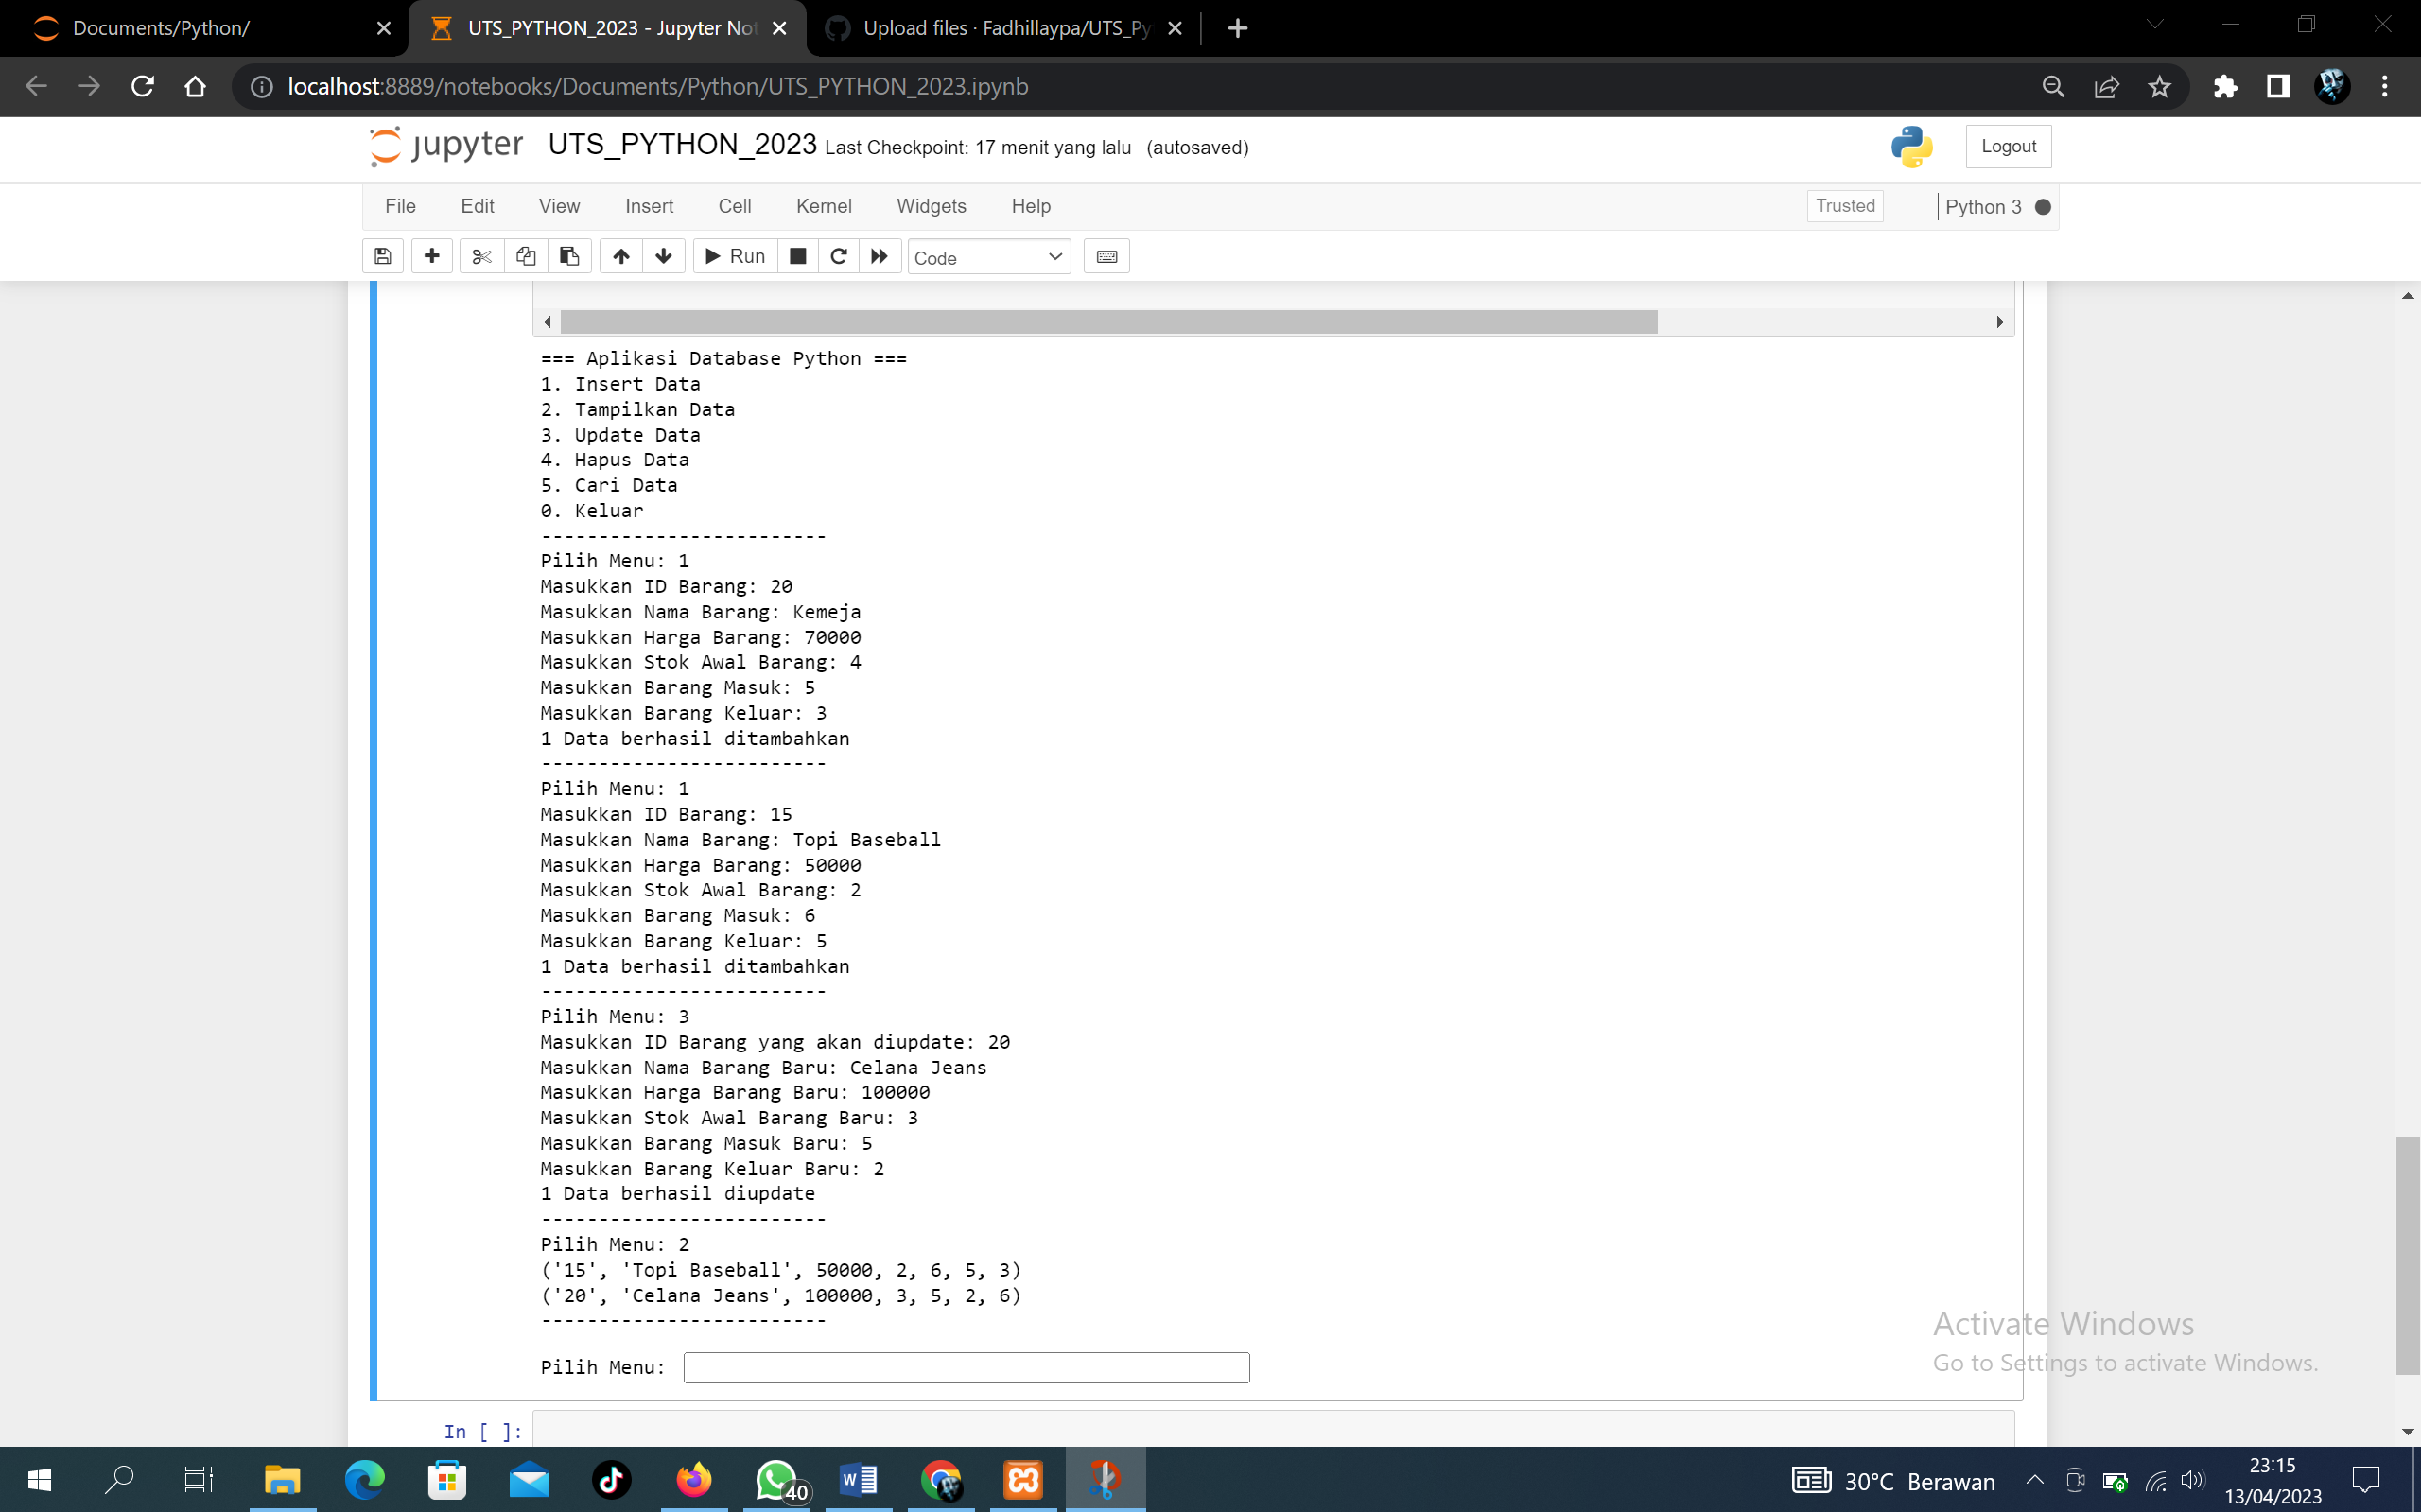 Documents/Python/
UTS_PYTHON_2023 - Jupyter Not
Upload files · Fadhillaypa/UTS_Py
localhost:8889/notebooks/Documents/Python/UTS_PYTHON_2023.ipynb
jupyter UTS_PYTHON_2023 Last Checkpoint: 17 menit yang lalu (autosaved)
Logout
File Edit View Insert Cell Kernel Widgets Help
Trusted
Python 3
Run
Code
=== Aplikasi Database Python ===
1. Insert Data
2. Tampilkan Data
3. Update Data
4. Hapus Data
5. Cari Data
0. Keluar
-------------------------
Pilih Menu: 1
Masukkan ID Barang: 20
Masukkan Nama Barang: Kemeja
Masukkan Harga Barang: 70000
Masukkan Stok Awal Barang: 4
Masukkan Barang Masuk: 5
Masukkan Barang Keluar: 3
1 Data berhasil ditambahkan
-------------------------
Pilih Menu: 1
Masukkan ID Barang: 15
Masukkan Nama Barang: Topi Baseball
Masukkan Harga Barang: 50000
Masukkan Stok Awal Barang: 2
Masukkan Barang Masuk: 6
Masukkan Barang Keluar: 5
1 Data berhasil ditambahkan
-------------------------
Pilih Menu: 3
Masukkan ID Barang yang akan diupdate: 20
Masukkan Nama Barang Baru: Celana Jeans
Masukkan Harga Barang Baru: 100000
Masukkan Stok Awal Barang Baru: 3
Masukkan Barang Masuk Baru: 5
Masukkan Barang Keluar Baru: 2
1 Data berhasil diupdate
-------------------------
Pilih Menu: 2
('15', 'Topi Baseball', 50000, 2, 6, 5, 3)
('20', 'Celana Jeans', 100000, 3, 5, 2, 6)
-------------------------
Pilih Menu:
Activate Windows
Go to Settings to activate Windows.
In [ ]:
40
30°C Berawan
23:15
13/04/2023